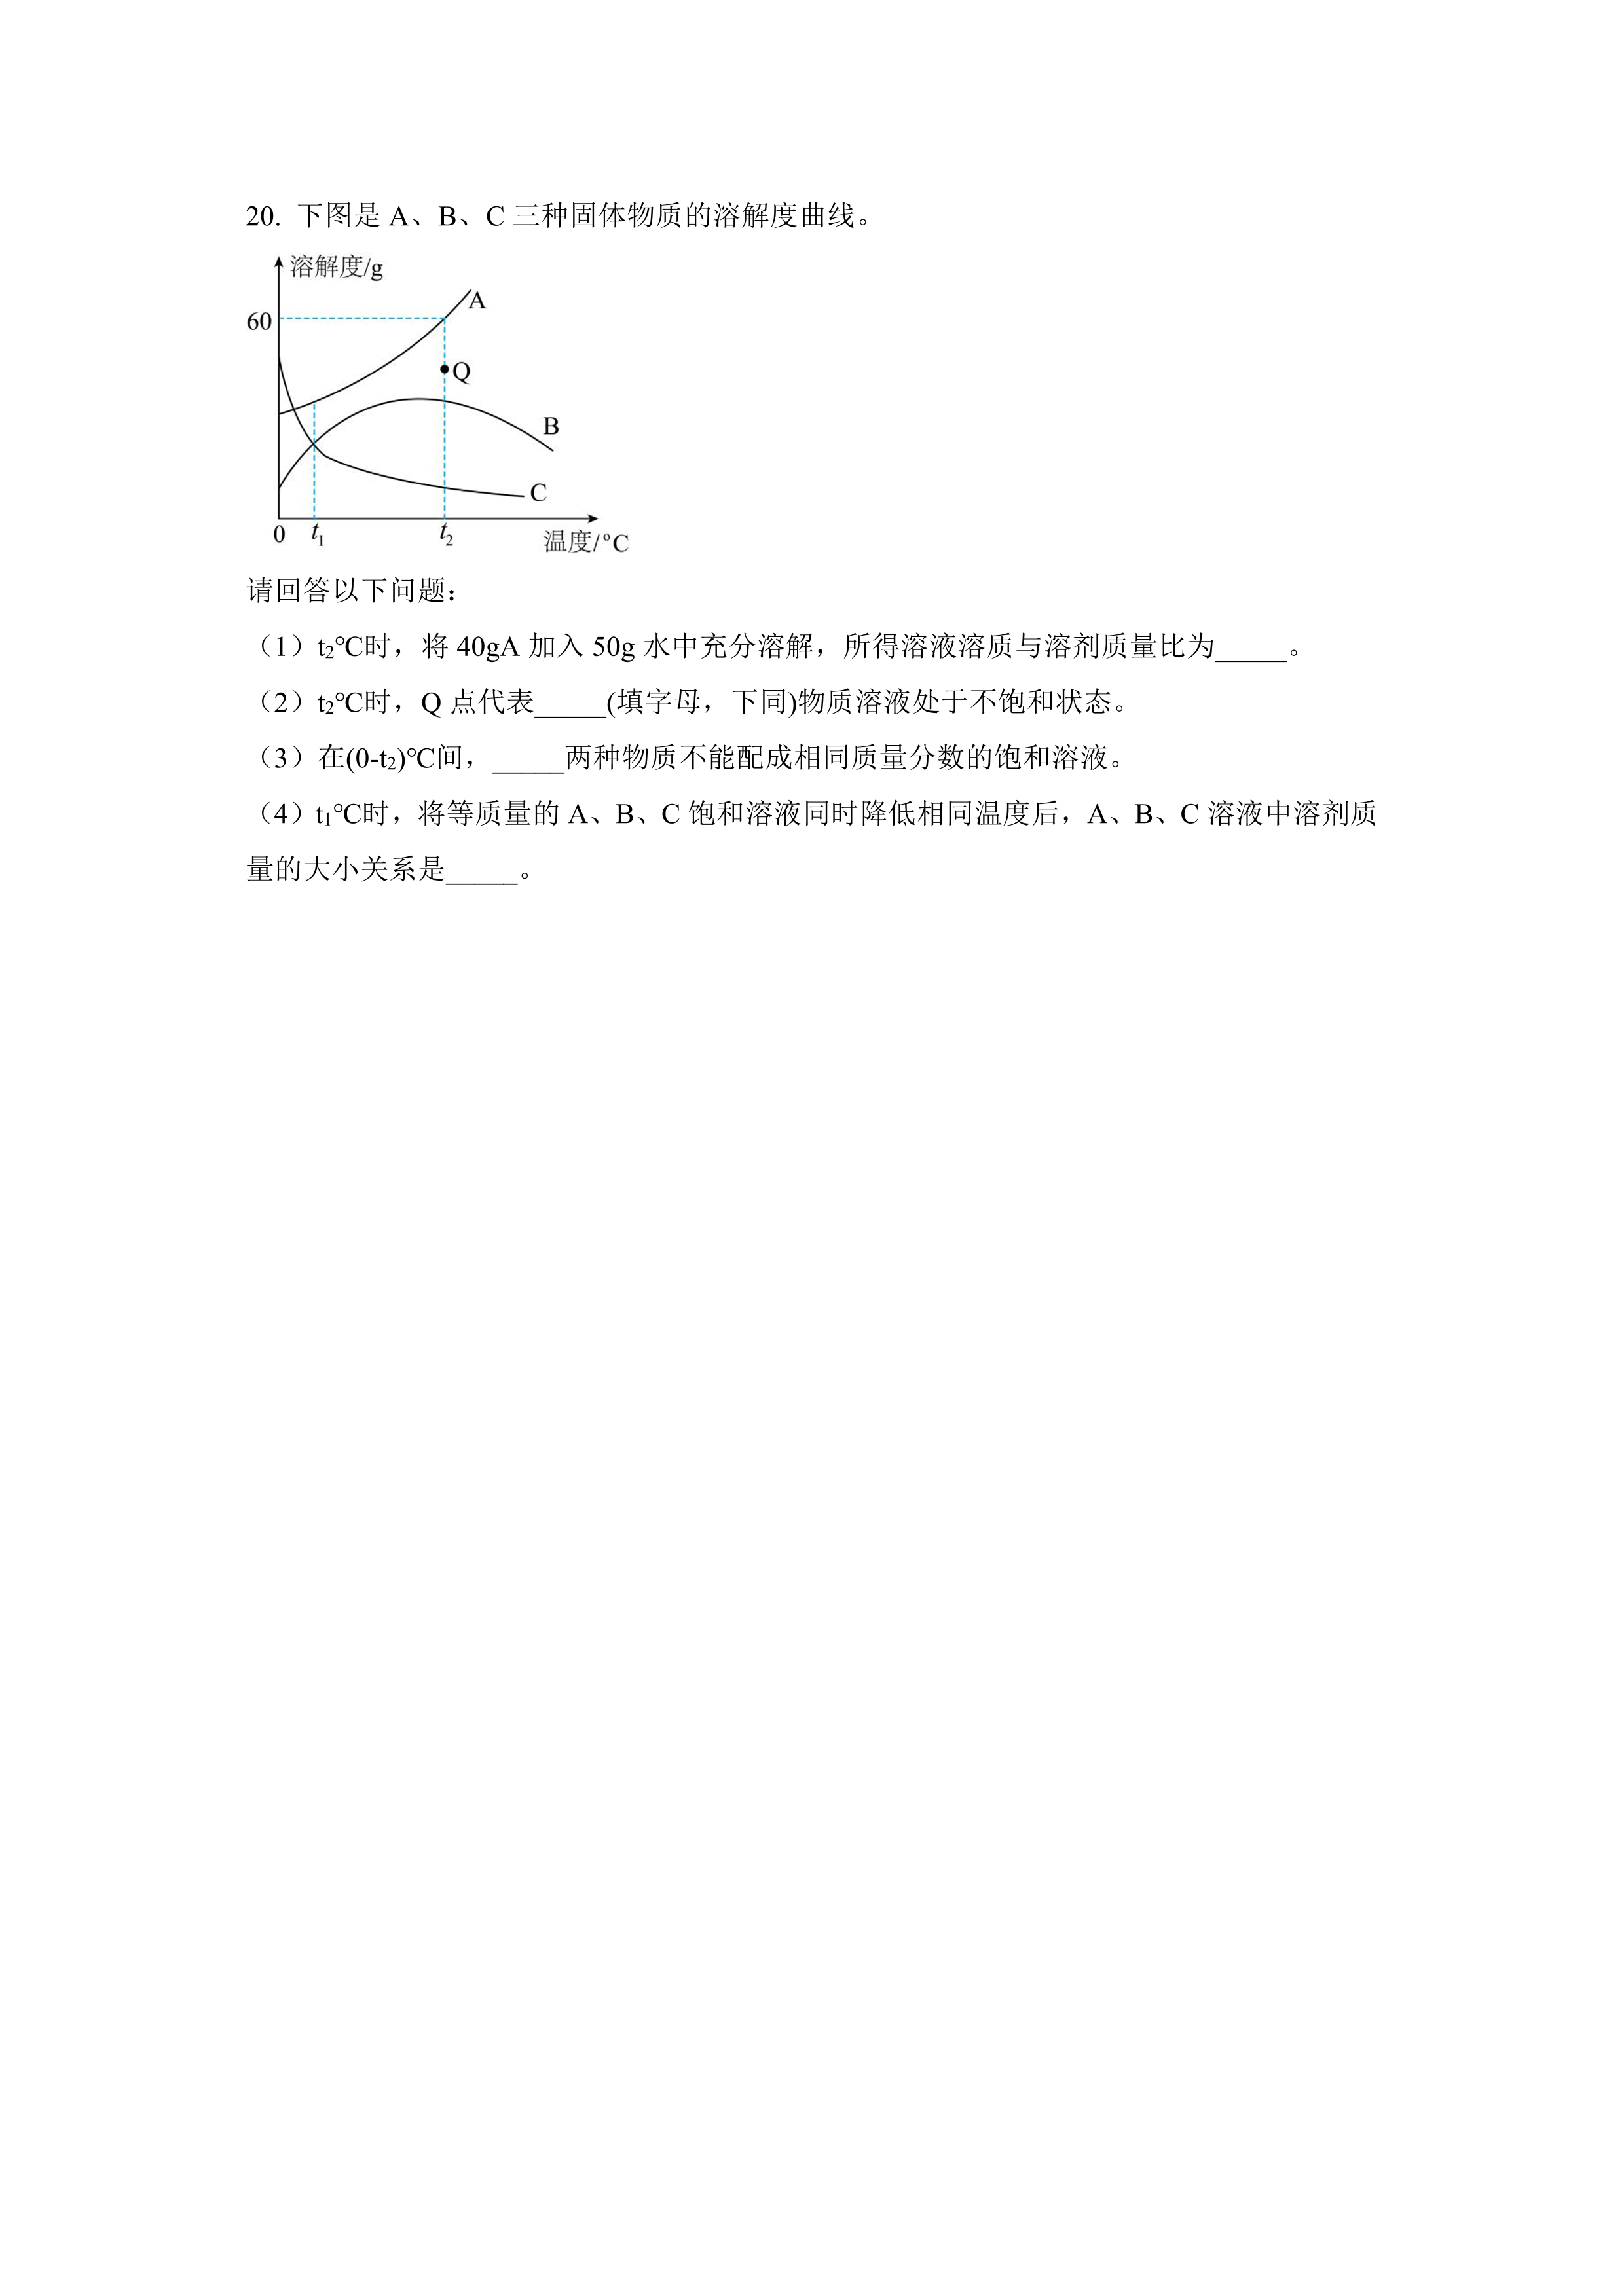 20. 下图是 A、B、C 三种固体物质的溶解度曲线。
溶解度/g
A
60
Q
B
C
0 t₁ t₂
温度/°C
请回答以下问题：
（1）t₂℃时，将 40gA 加入 50g 水中充分溶解，所得溶液溶质与溶剂质量比为_____。
（2）t₂℃时，Q 点代表_____(填字母，下同)物质溶液处于不饱和状态。
（3）在(0-t₂)℃间，_____两种物质不能配成相同质量分数的饱和溶液。
（4）t₁℃时，将等质量的 A、B、C 饱和溶液同时降低相同温度后，A、B、C 溶液中溶剂质
量的大小关系是_____。